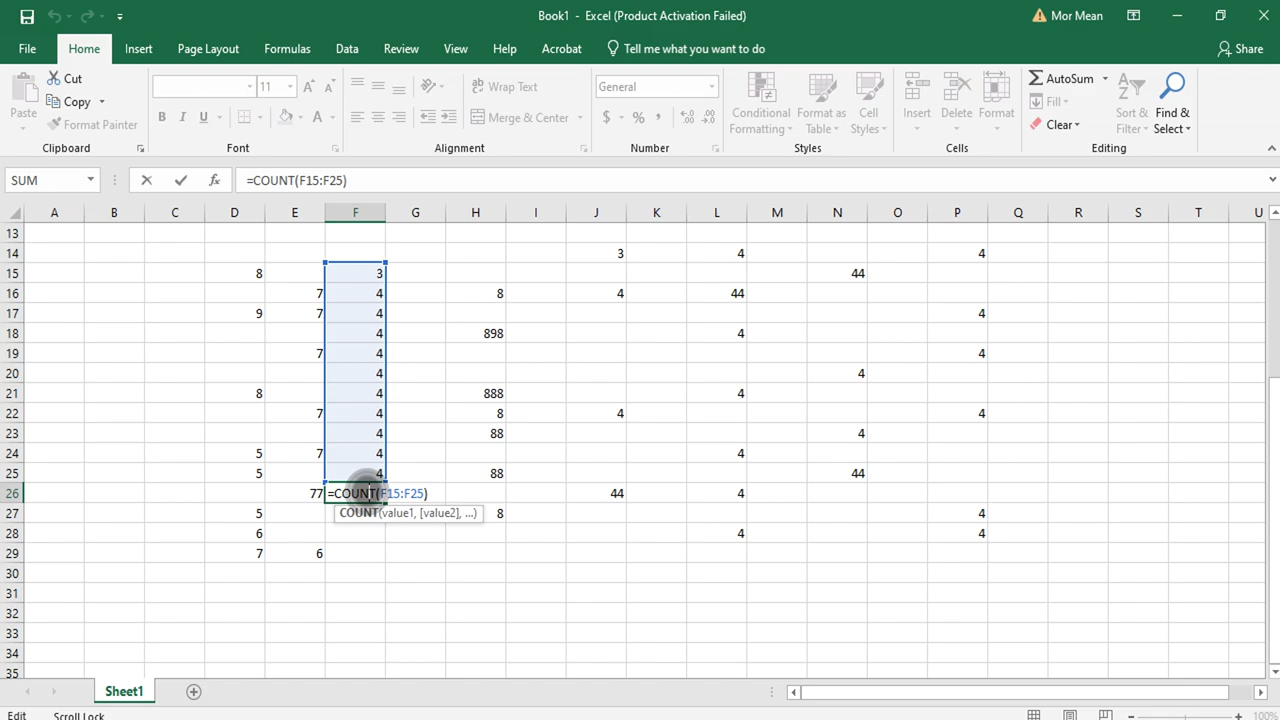 Book1 - Excel (Product Activation Failed)
Mor Mean
File Home Insert Page Layout Formulas Data Review View Help Acrobat Tell me what you want to do Share
Paste
Cut
Copy
Format Painter
Clipboard
11
B I U
Font
Wrap Text
Merge & Center
Alignment
General
$ % ,
Number
Conditional Formatting
Format as Table
Cell Styles
Styles
Insert Delete Format
Cells
AutoSum
Fill
Clear
Sort & Filter
Find & Select
Editing
SUM fx =COUNT(F15:F25)
A B C D E F G H I J K L M N O P Q R S T U
13
14 3 4 4
15 8 3 44
16 7 4 8 4 44
17 9 7 4 4
18 4 898 4
19 7 4 4
20 4 4
21 8 4 888 4
22 7 4 8 4 4
23 4 88 4
24 5 7 4 4
25 5 4 88 44
26 77 =COUNT(F15:F25) 44 4
COUNT(value1, [value2], ...)
27 5 8 4
28 6 4 4
29 7 6
30
31
32
33
34
35
Sheet1
Edit Scroll Lock 100%